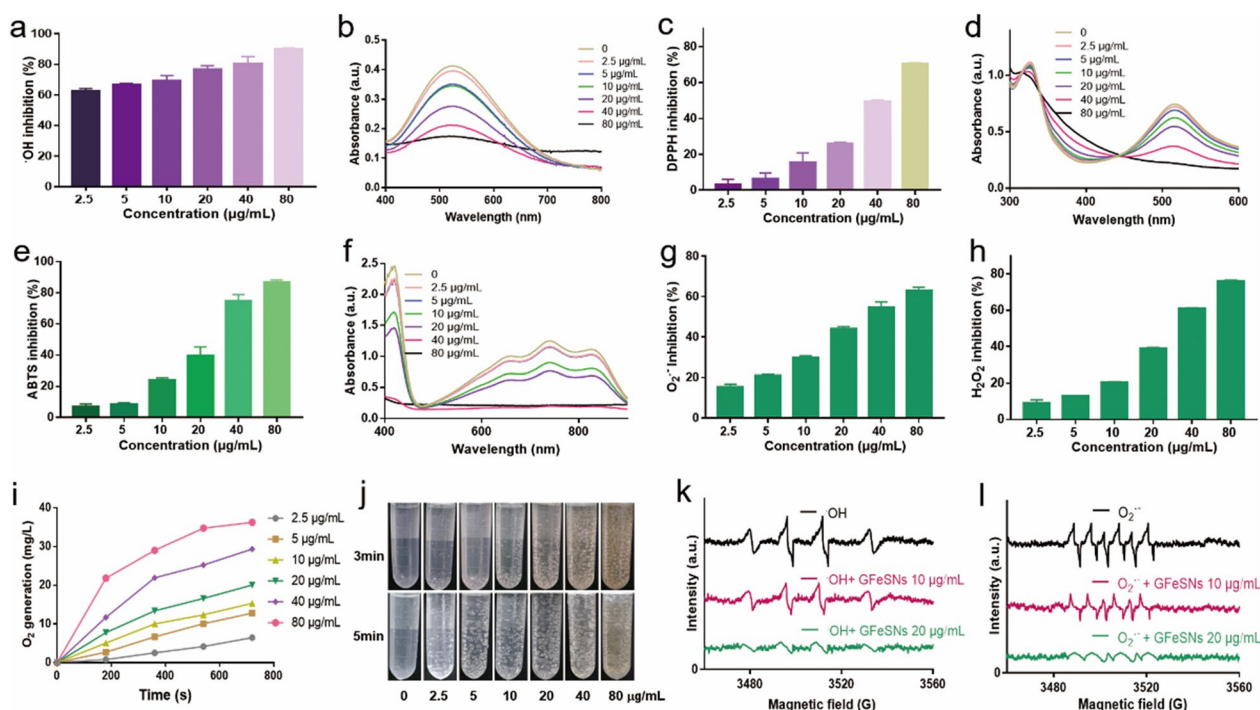 a
•OH inhibition (%)
100
80
60
40
20
0
2.5 5 10 20 40 80
Concentration (μg/mL)
b
Absorbance (a.u.)
0.5
0.4
0.3
0.2
0.1
0.0
400 500 600 700 800
Wavelength (nm)
0
2.5 μg/mL
5 μg/mL
10 μg/mL
20 μg/mL
40 μg/mL
80 μg/mL
c
DPPH inhibition (%)
80
60
40
20
0
2.5 5 10 20 40 80
Concentration (μg/mL)
d
Absorbance (a.u.)
1.5
1.0
0.5
0.0
300 400 500 600
Wavelength (nm)
0
2.5 μg/mL
5 μg/mL
10 μg/mL
20 μg/mL
40 μg/mL
80 μg/mL
e
ABTS inhibition (%)
100
80
60
40
20
0
2.5 5 10 20 40 80
Concentration (μg/mL)
f
Absorbance (a.u.)
2.5
2.0
1.5
1.0
0.5
0.0
400 500 600 700 800
Wavelength (nm)
0
2.5 μg/mL
5 μg/mL
10 μg/mL
20 μg/mL
40 μg/mL
80 μg/mL
g
O₂•⁻ Inhibition (%)
80
60
40
20
0
2.5 5 10 20 40 80
Concentration (μg/mL)
h
H₂O₂ inhibition (%)
80
60
40
20
0
2.5 5 10 20 40 80
Concentration (μg/mL)
i
O₂ generation (mg/L)
40
30
20
10
0
0 200 400 600 800
Time (s)
2.5 μg/mL
5 μg/mL
10 μg/mL
20 μg/mL
40 μg/mL
80 μg/mL
j
3min
5min
0 2.5 5 10 20 40 80 μg/mL
k
Intensity (a.u.)
0
•OH
OH+ GFeSNs 10 μg/mL
OH+ GFeSNs 20 μg/mL
3480 3520 3560
Magnetic field (G)
l
Intensity (a.u.)
0
O₂•⁻
O₂•⁻ + GFeSNs 10 μg/mL
O₂•⁻ + GFeSNs 20 μg/mL
3480 3520 3560
Magnetic field (G)